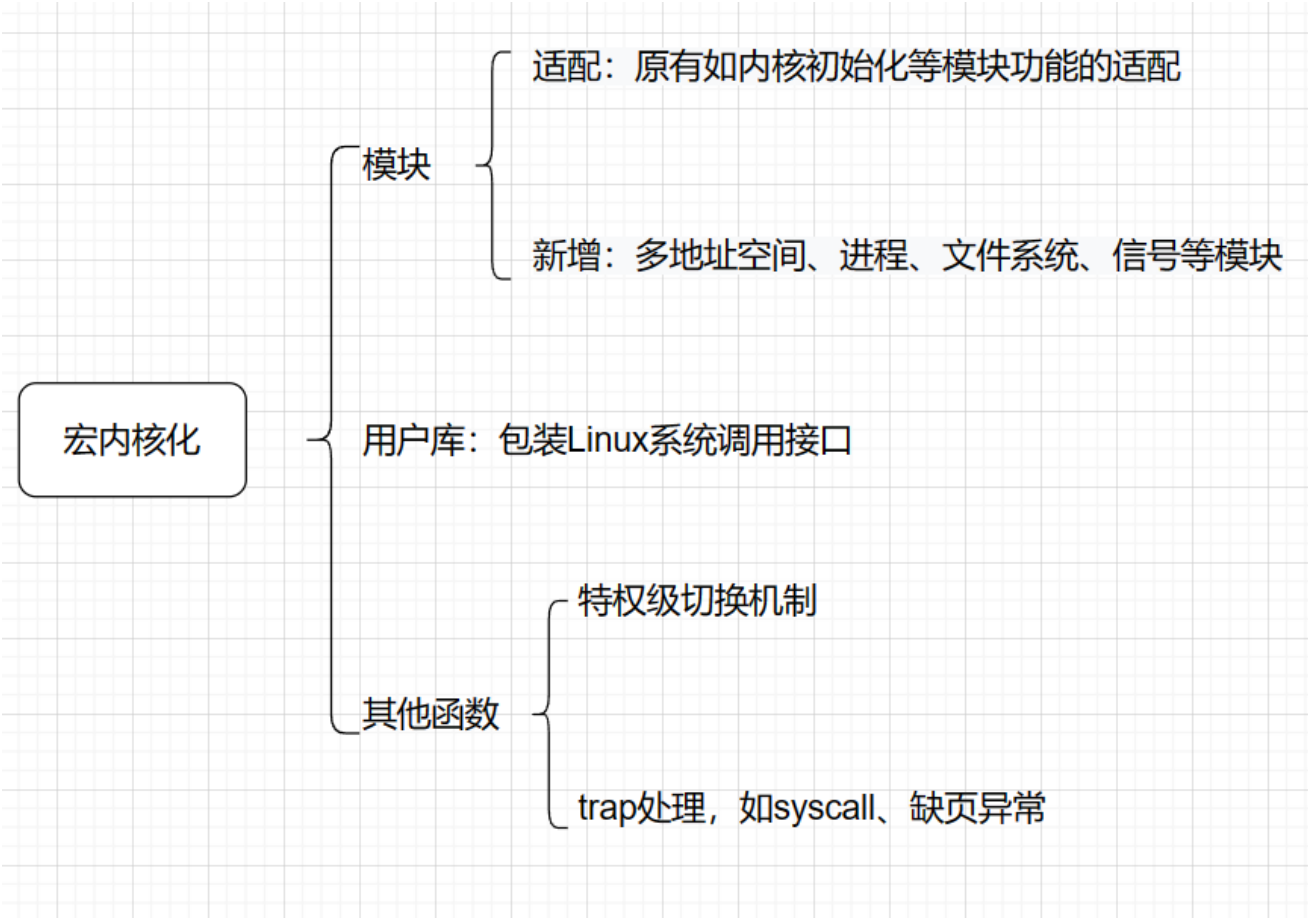 适配：原有如内核初始化等模块功能的适配
模块
新增：多地址空间、进程、文件系统、信号等模块
宏内核化
用户库：包装Linux系统调用接口
特权级切换机制
其他函数
trap处理，如syscall、缺页异常